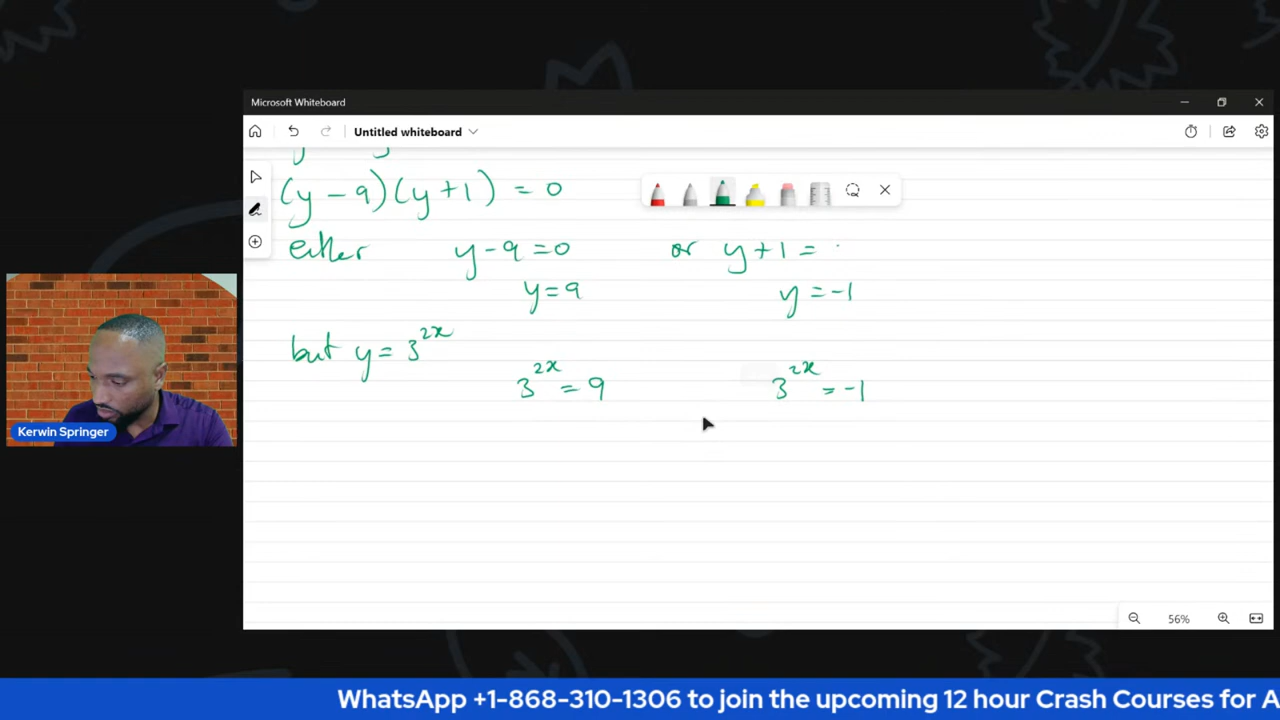 Microsoft Whiteboard
Untitled whiteboard
(y - 9)(y + 1) = 0
either y - 9 = 0 or y + 1 =
y = 9 y = -1
but y = 3^{2x}
3^{2x} = 9 3^{2x} = -1
Kerwin Springer
56%
WhatsApp +1-868-310-1306 to join the upcoming 12 hour Crash Courses for A